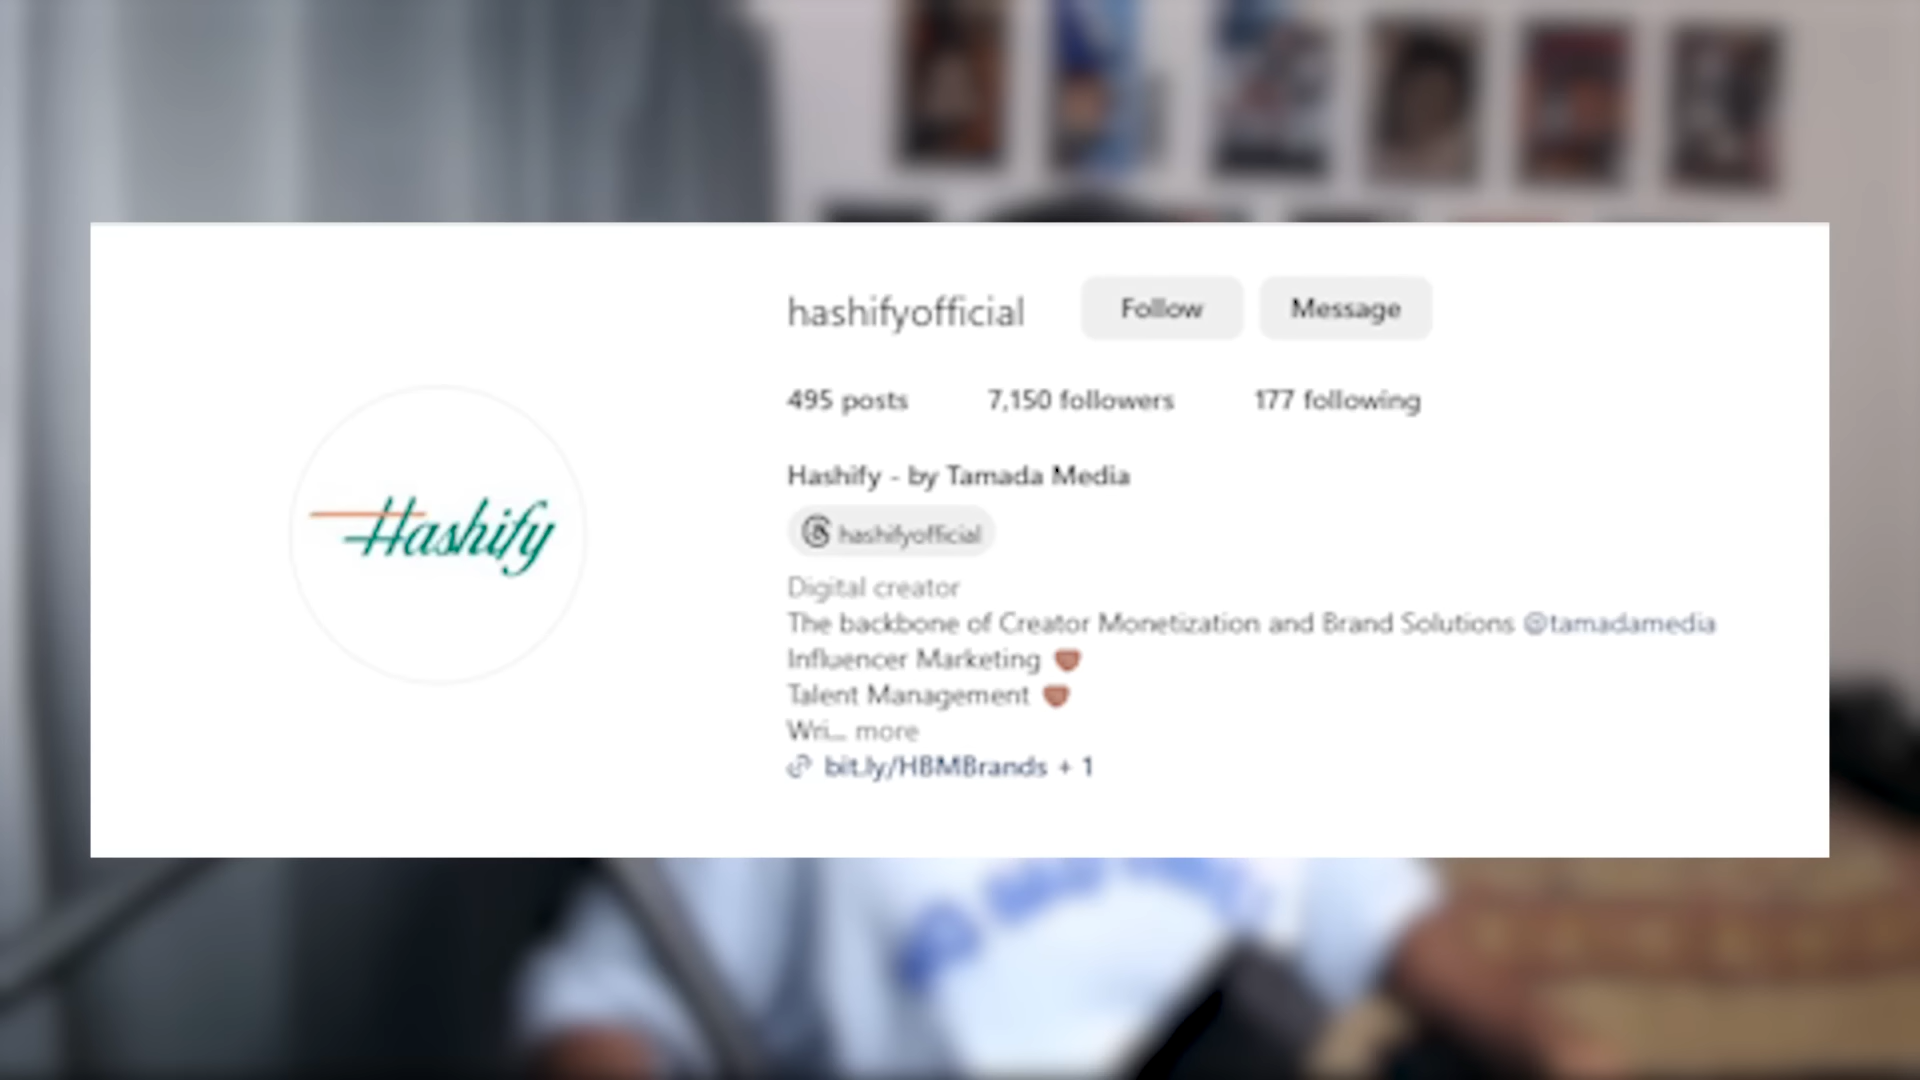 hashifyofficial Follow Message
495 posts 7,150 followers 177 following
Hashify
Hashify - by Tamada Media
hashifyofficial
Digital creator
The backbone of Creator Monetization and Brand Solutions @tamadamedia
Influencer Marketing
Talent Management
Wri... more
bit.ly/HBMBrands + 1